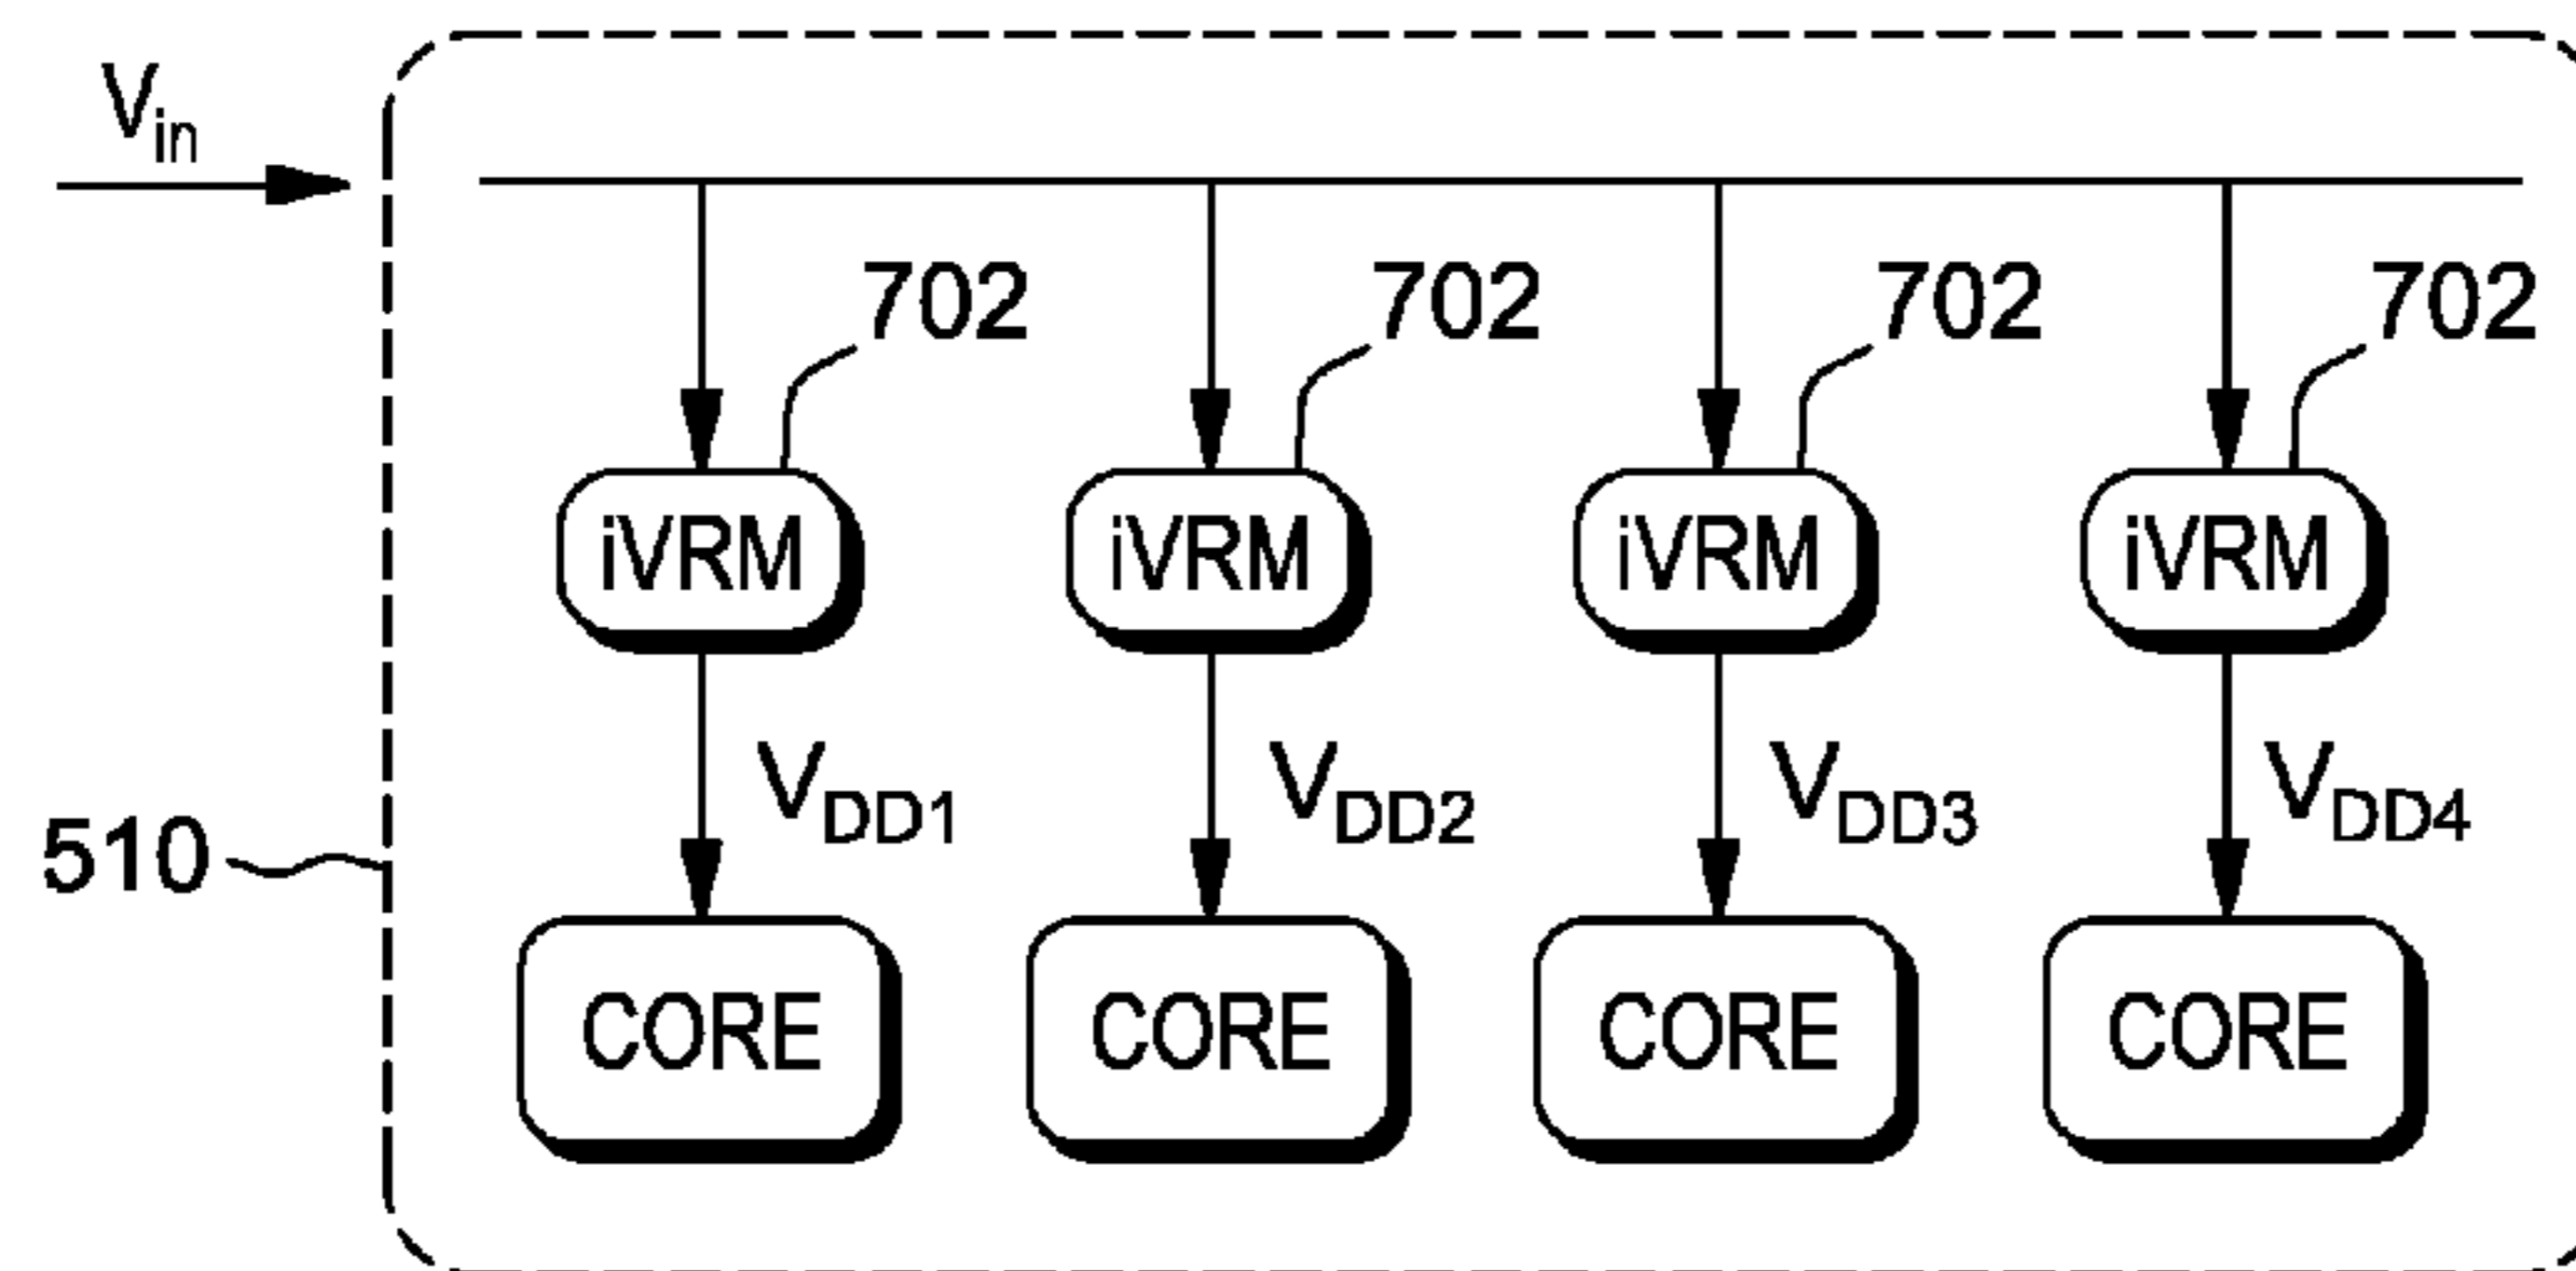 Vin
702 702 702 702
iVRM iVRM iVRM iVRM
VDD1 VDD2 VDD3 VDD4
510
CORE CORE CORE CORE